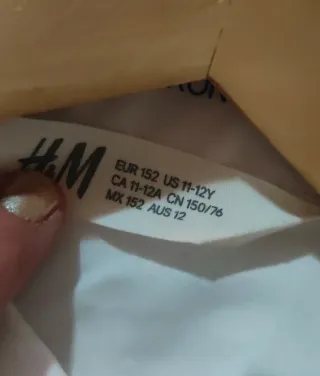 H&M
EUR 152 US 11-12Y
CA 11-12A CN 150/76
MX 152 AUS 12